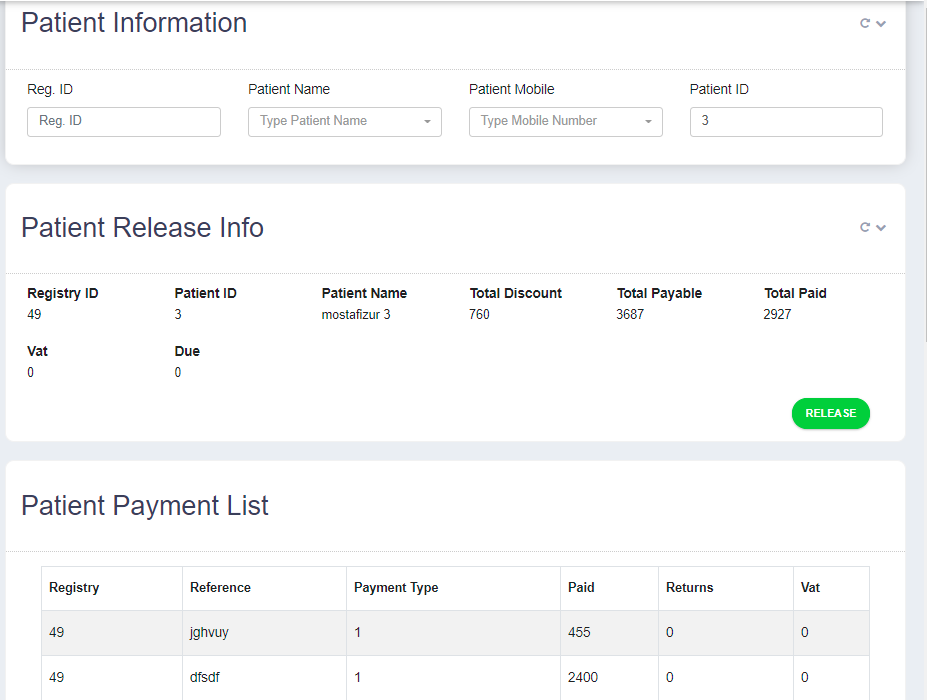 Patient Information
Reg. ID Patient Name Patient Mobile Patient ID
Reg. ID Type Patient Name Type Mobile Number 3
Patient Release Info
Registry ID Patient ID Patient Name Total Discount Total Payable Total Paid
49 3 mostafizur 3 760 3687 2927
Vat Due
0 0
RELEASE
Patient Payment List
Registry Reference Payment Type Paid Returns Vat
49 jghvuy 1 455 0 0
49 dfsdf 1 2400 0 0